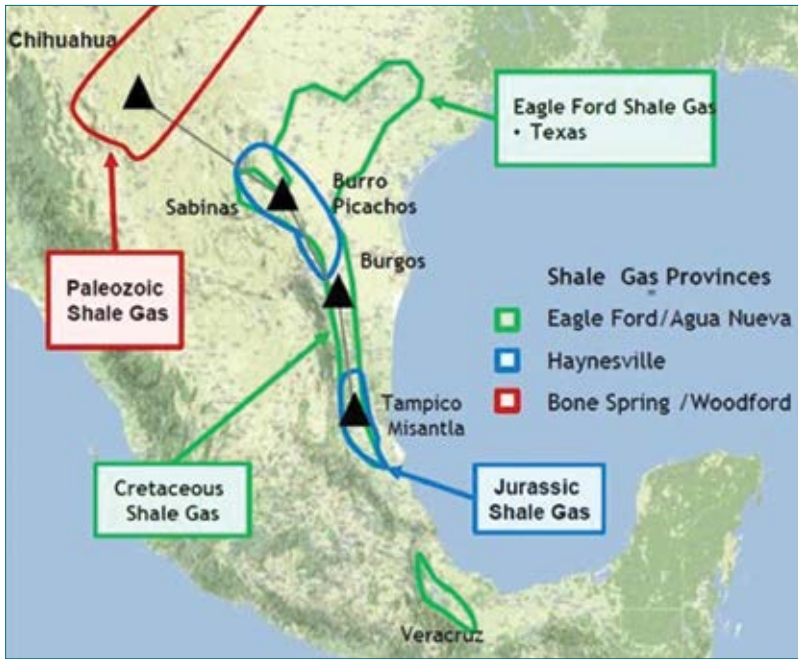 Chihuahua
Eagle Ford Shale Gas
• Texas
Burro
Picachos
Sabinas
Burgos
Paleozoic
Shale Gas
Shale Gas Provinces
Eagle Ford/Agua Nueva
Haynesville
Bone Spring /Woodford
Tampico
Misantla
Cretaceous
Shale Gas
Jurassic
Shale Gas
Veracruz